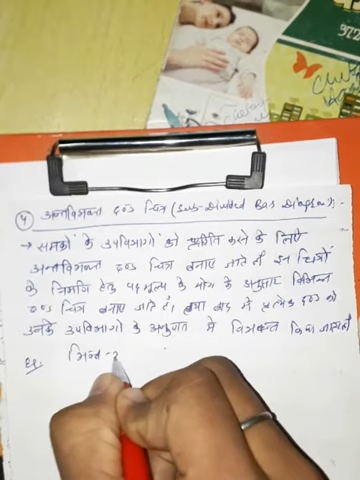 4) अन्तर्विभक्त दण्ड चित्र (Sub-Divided Bar Diagram):-
→ समंकों के उपविभागों को प्रदर्शित करने के लिए
अन्तर्विभक्त दण्ड चित्र बनाए जाते हैं। इन चित्रों
के निर्माण हेतु पद मूल्य के योग के अनुसार विभिन्न
दण्ड चित्र बनाए जाते हैं, तथा बाद में प्रत्येक दण्ड को
उनके उपविभागों के अनुपात में विभक्त किया जाता है